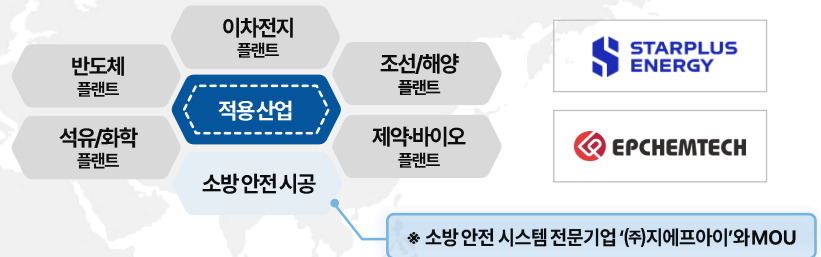 이차전지
플랜트
반도체
플랜트
조선/해양
플랜트
적용 산업
석유/화학
플랜트
제약·바이오
플랜트
소방 안전 시공
STARPLUS
ENERGY
EPCHEMTECH
※ 소방 안전 시스템 전문기업 ‘㈜지에프아이’와 MOU